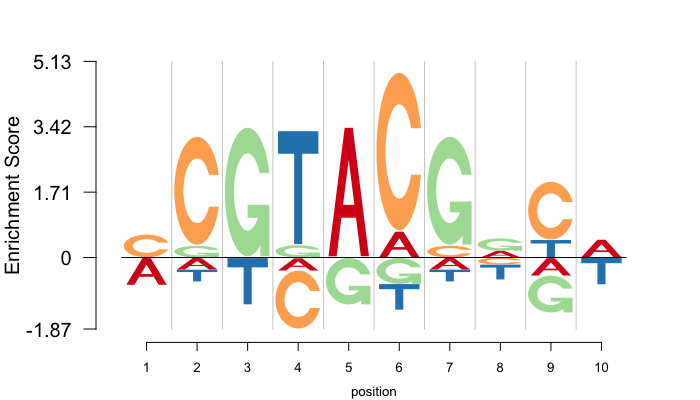 5.13
3.42
1.71
0
-1.87
Enrichment Score
C C G T A C G G C A
A G T G G A C A T T
A A G A C A
T C T T T G
1 2 3 4 5 6 7 8 9 10
position